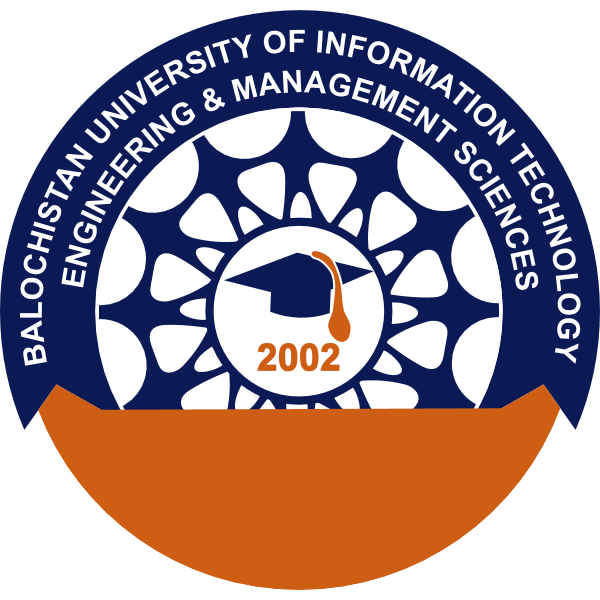 BALOCHISTAN UNIVERSITY OF INFORMATION TECHNOLOGY
ENGINEERING & MANAGEMENT SCIENCES
2002